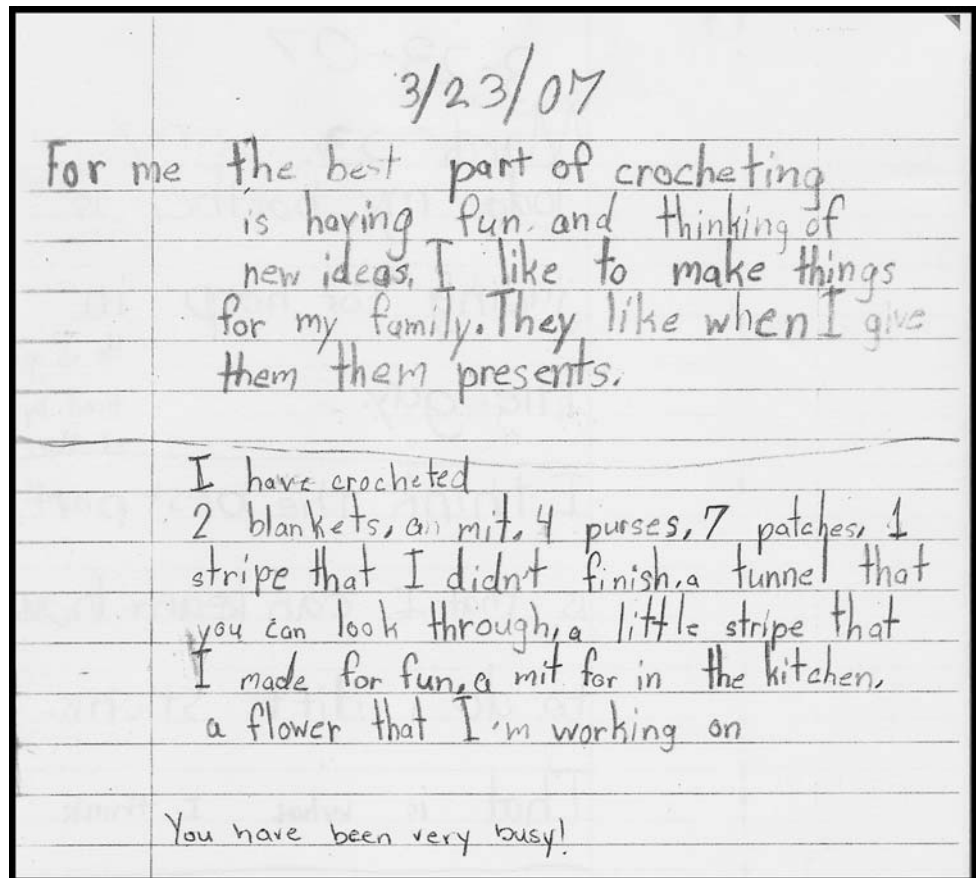 3/23/07
For me the best part of crocheting
is having fun and thinking of
new ideas. I like to make things
for my family. They like when I give
them them presents.
I have crocheted
2 blankets, an mit, 4 purses, 7 patches, 1
stripe that I didn't finish, a tunnel that
you can look through, a little stripe that
I made for fun, a mit for in the kitchen,
a flower that I'm working on
You have been very busy!